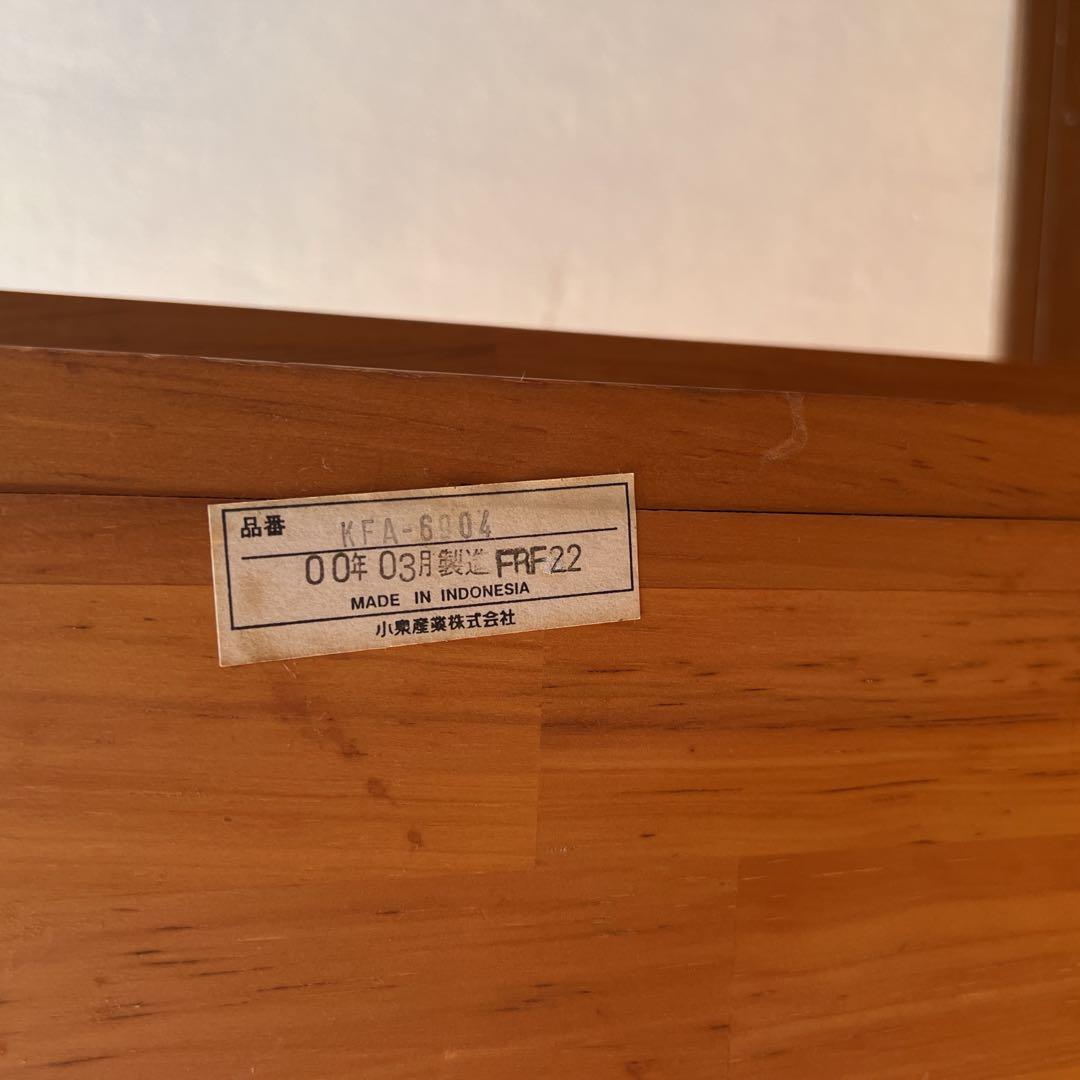 品番 KFA-6904
00年 03月製造 FRF22
MADE IN INDONESIA
小泉産業株式会社